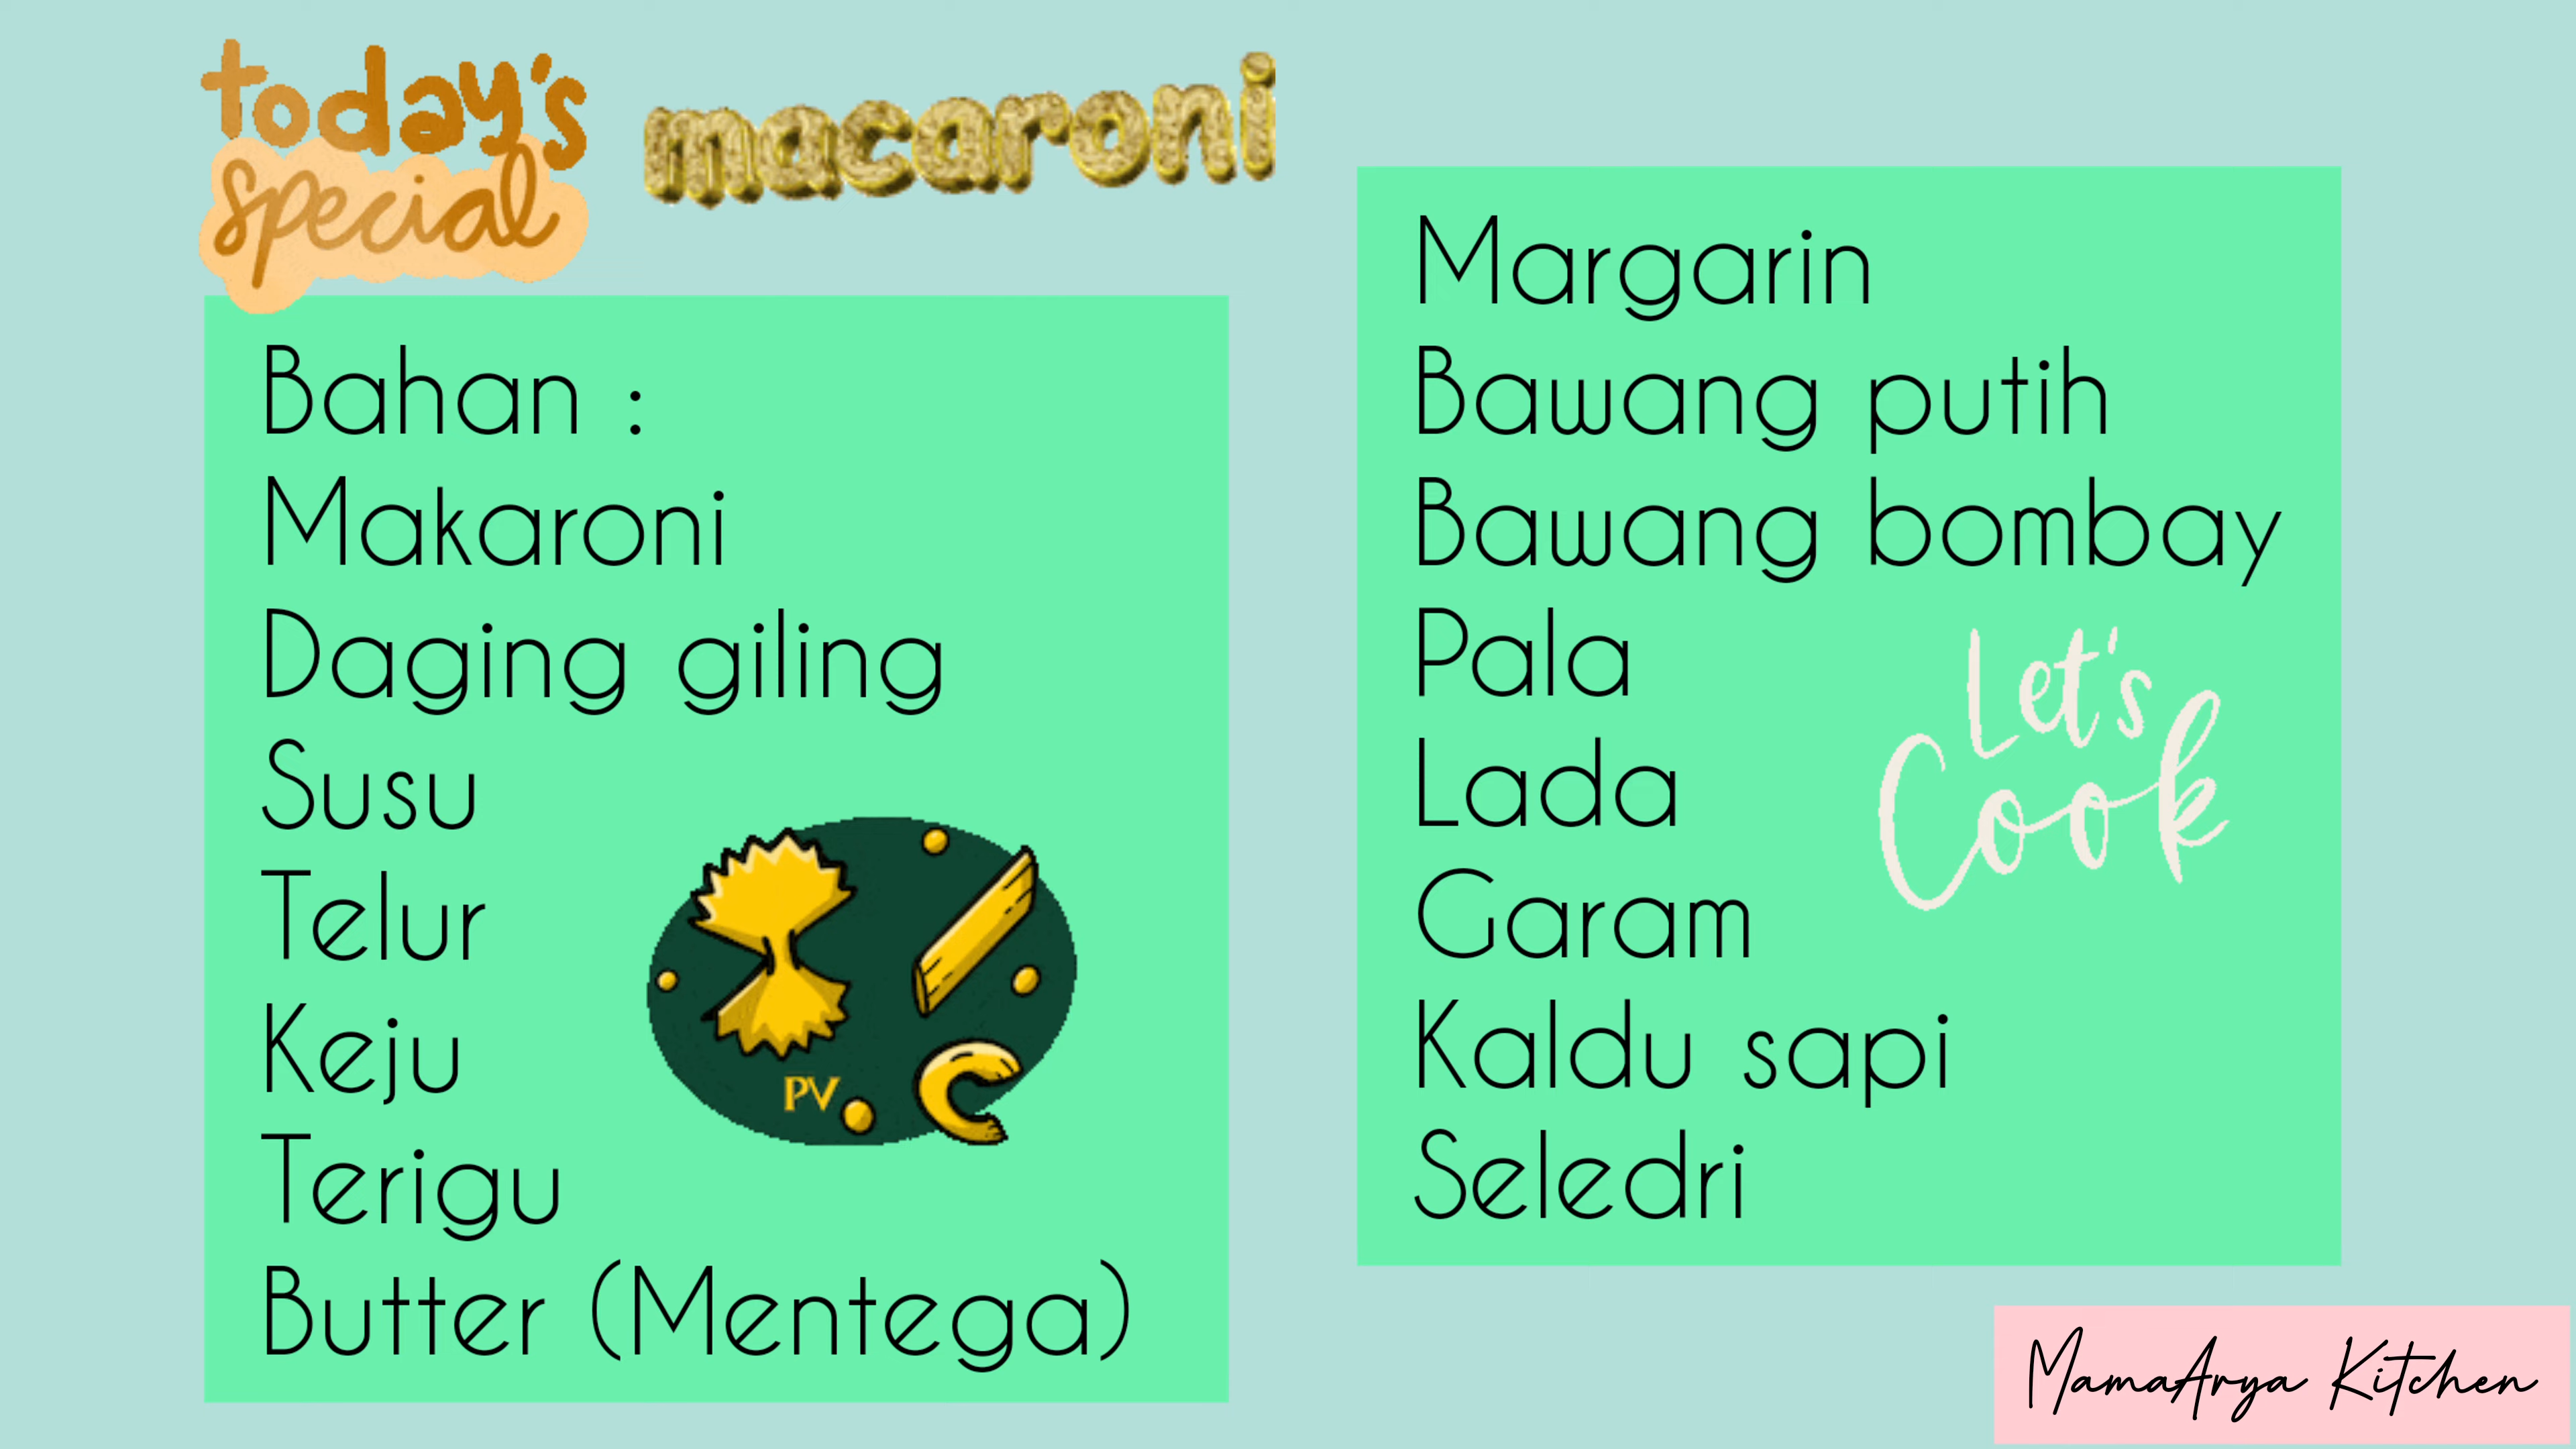 today's
special
macaroni
Bahan :
Makaroni
Daging giling
Susu
Telur
Keju
Terigu
Butter (Mentega)
PV
Margarin
Bawang putih
Bawang bombay
Pala
Lada
Garam
Kaldu sapi
Seledri
Let's
Cook
MamaArya Kitchen